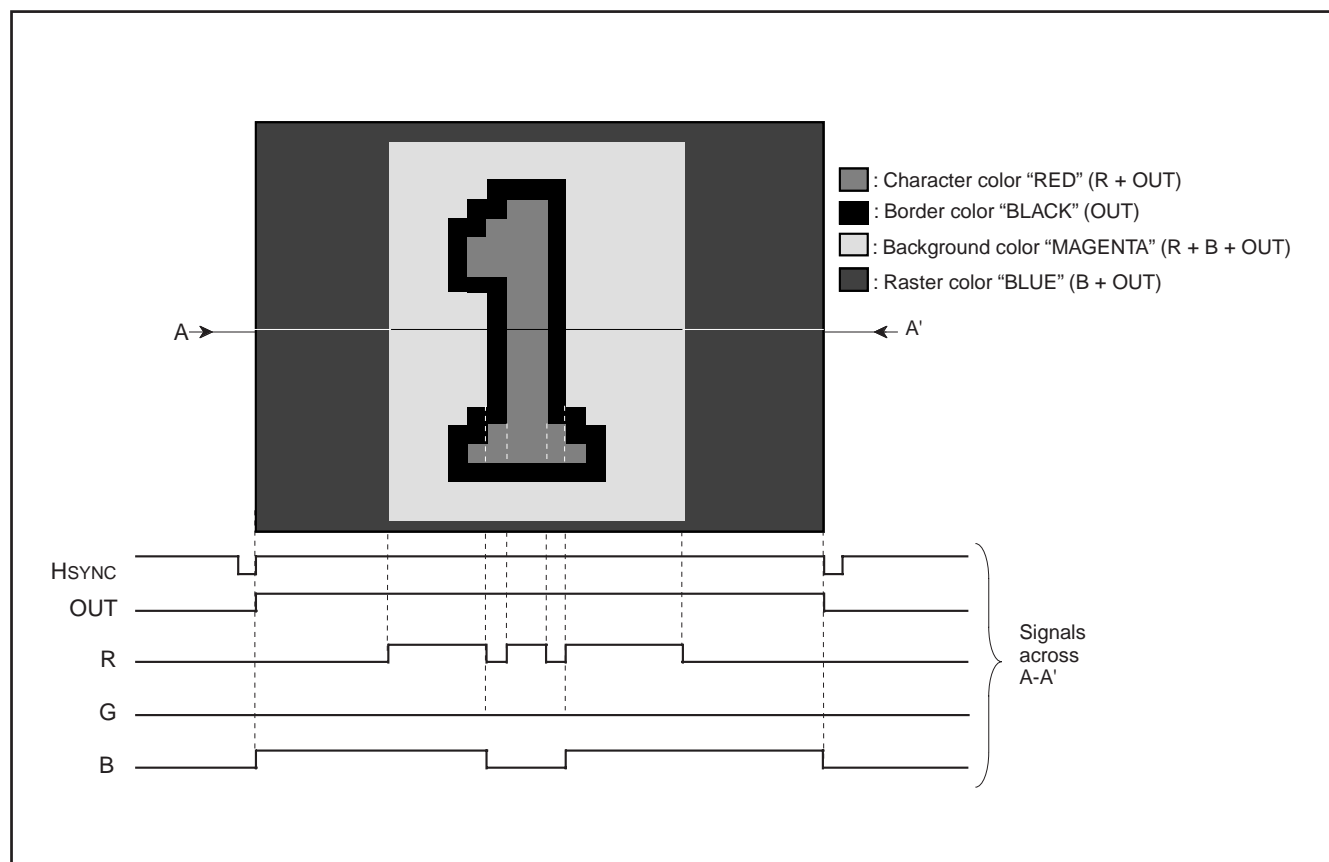 : Character color “RED” (R + OUT)
: Border color “BLACK” (OUT)
: Background color “MAGENTA” (R + B + OUT)
: Raster color “BLUE” (B + OUT)
A
A'
HSYNC
OUT
R
G
B
Signals
across
A-A'